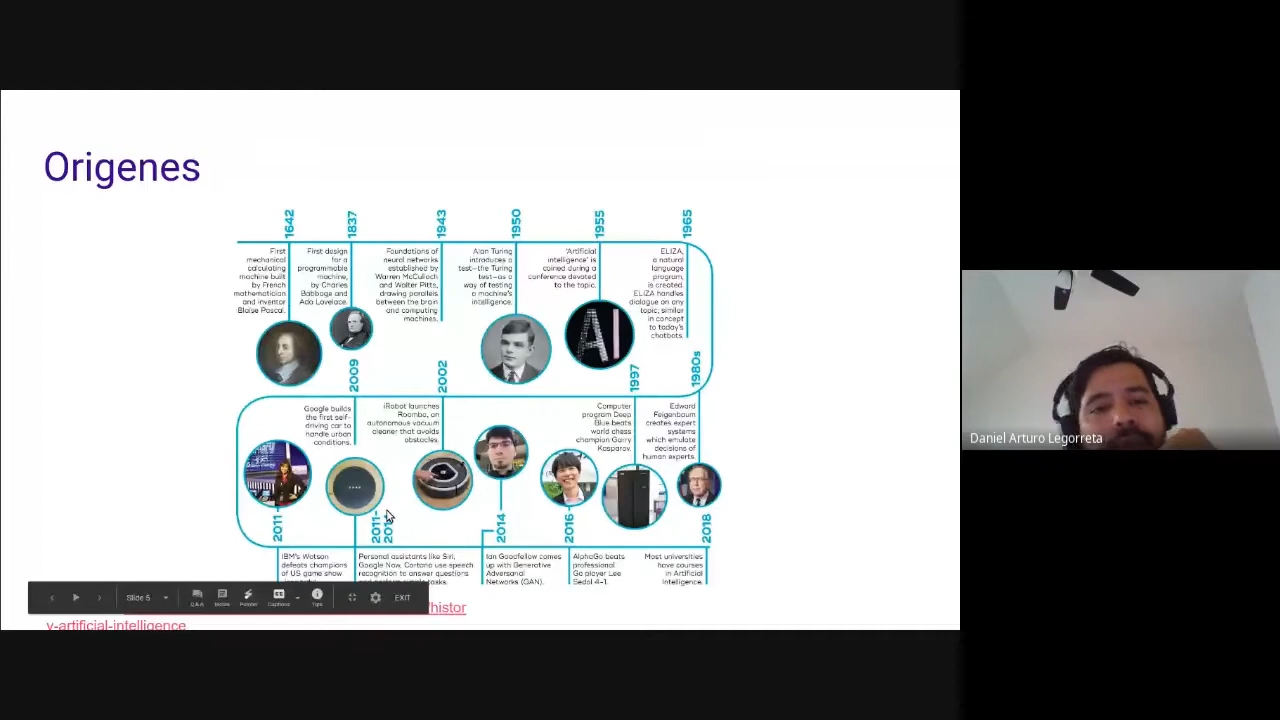 Origenes
1642
1837
1943
1950
1955
1965
First
mechanical
calculating
machine built
by French
mathematician
and inventor
Blaise Pascal.
First design
for a
programmable
machine,
by Charles
Babbage and
Ada Lovelace.
Foundations of
neural networks
established by
Warren McCulloch
and Walter Pitts,
drawing parallels
between the brain
and computing
machines.
Alan Turing
introduces a
test—the Turing
test—as a
way of testing
a machine's
intelligence.
'Artificial
intelligence' is
coined during a
conference devoted
to the topic.
ELIZA,
a natural
language
program,
is created.
ELIZA handles
dialogue on any
topic; similar
in concept
to today's
chatbots.
AI
2009
2002
1997
1980s
Google builds
the first self-
driving car to
handle urban
conditions.
iRobot launches
Roomba, an
autonomous vacuum
cleaner that avoids
obstacles.
Computer
program Deep
Blue beats
world chess
champion Garry
Kasparov.
Edward
Feigenbaum
creates expert
systems
which emulate
decisions of
human experts.
2011
2011-
2014
2016
2018
IBM's Watson
defeats champions
of US game show
Personal assistants like Siri,
Google Now, Cortana use speech
recognition to answer questions
and perform simple tasks.
Ian Goodfellow comes
up with Generative
Adversarial
Networks (GAN).
AlphaGo beats
professional
Go player Lee
Sedol 4-1.
Most universities
have courses
in Artificial
Intelligence.
Slide 5
Q&A
Notes
Pointer
Captions
Tips
EXIT
/histor
y-artificial-intelligence
Daniel Arturo Legorreta